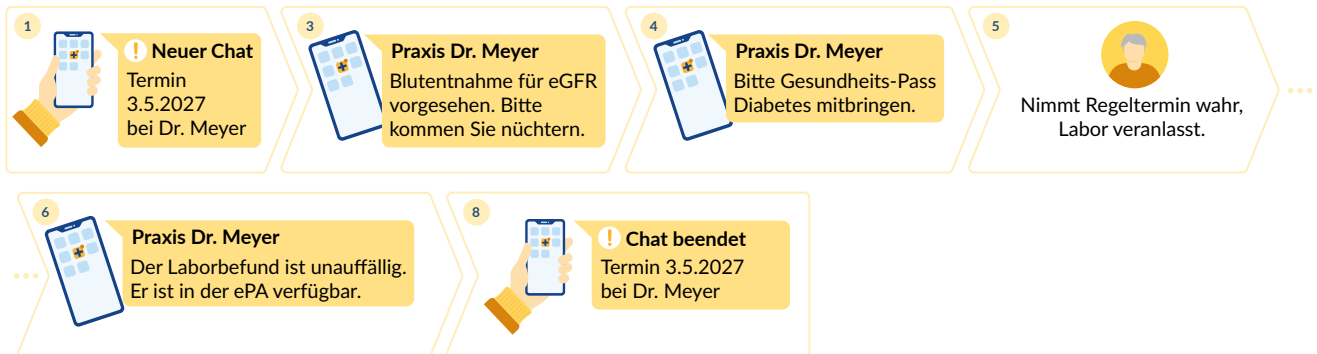 1
! Neuer Chat
Termin
3.5.2027
bei Dr. Meyer
3
Praxis Dr. Meyer
Blutentnahme für eGFR
vorgesehen. Bitte
kommen Sie nüchtern.
4
Praxis Dr. Meyer
Bitte Gesundheits-Pass
Diabetes mitbringen.
5
Nimmt Regeltermin wahr,
Labor veranlasst.
6
Praxis Dr. Meyer
Der Laborbefund ist unauffällig.
Er ist in der ePA verfügbar.
8
! Chat beendet
Termin 3.5.2027
bei Dr. Meyer